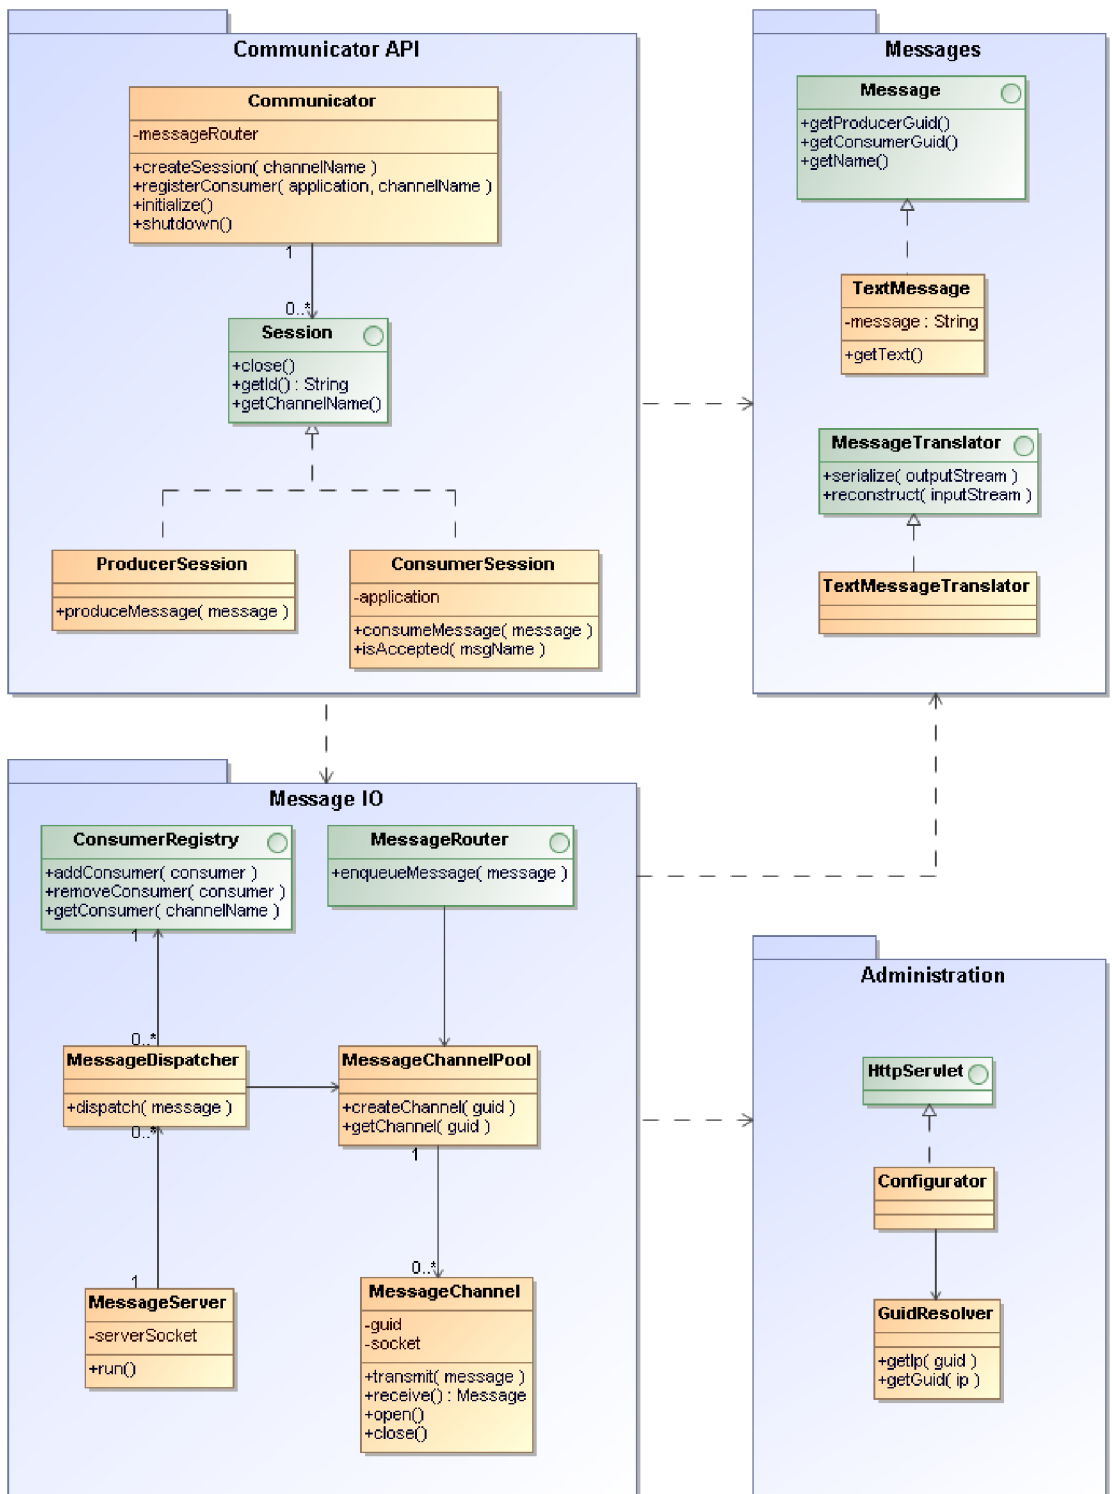 Communicator API
Communicator
-messageRouter
+createSession( channelName )
+registerConsumer( application, channelName )
+initialize()
+shutdown()
1
0..*
Session
+close()
+getId() : String
+getChannelName()
ProducerSession
+produceMessage( message )
ConsumerSession
-application
+consumeMessage( message )
+isAccepted( msgName )
Messages
Message
+getProducerGuid()
+getConsumerGuid()
+getName()
TextMessage
-message : String
+getText()
MessageTranslator
+serialize( outputStream )
+reconstruct( inputStream )
TextMessageTranslator
Message IO
ConsumerRegistry
+addConsumer( consumer )
+removeConsumer( consumer )
+getConsumer( channelName )
1
0..*
MessageRouter
+enqueueMessage( message )
MessageDispatcher
+dispatch( message )
0..*
1
MessageChannelPool
+createChannel( guid )
+getChannel( guid )
1
0..*
MessageServer
-serverSocket
+run()
MessageChannel
-guid
-socket
+transmit( message )
+receive() : Message
+open()
+close()
Administration
HttpServlet
Configurator
GuidResolver
+getIp( guid )
+getGuid( ip )